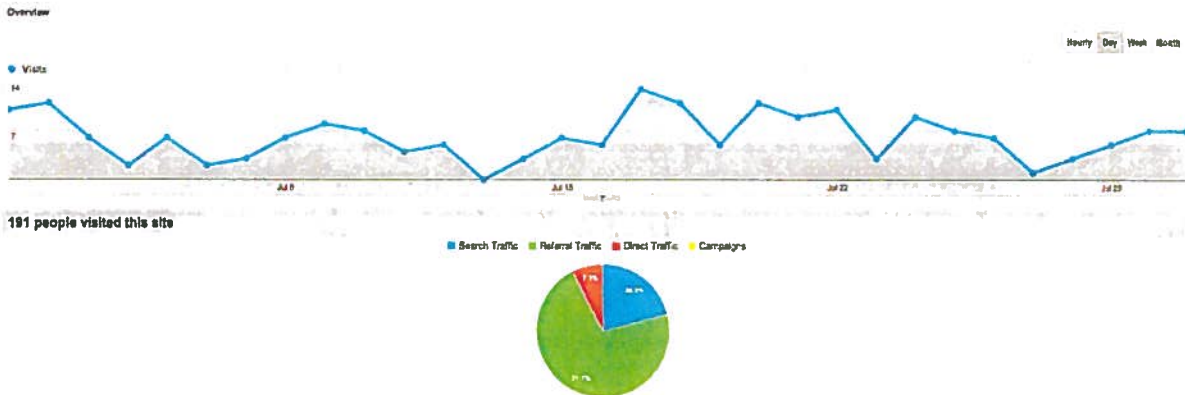 Overview
Hourly Day Week Month
Visits
14
7
Jul 8 Jul 15 Jul 22 Jul 29
191 people visited this site
Search Traffic Referral Traffic Direct Traffic Campaigns